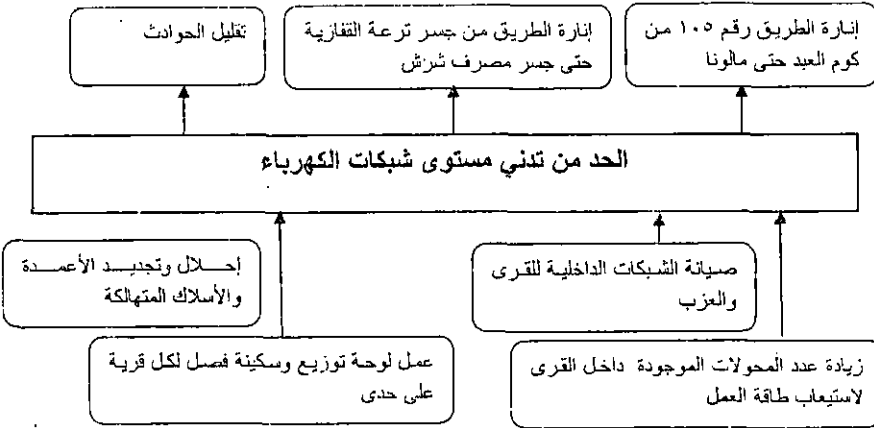 إنارة الطريق رقم ١٠٥ من
كوم العبد حتى مالونا
إنارة الطريق من جسر ترعة القفازية
حتى جسر مصرف شرش
تقليل الحوادث
الحد من تدني مستوى شبكات الكهرباء
صيانة الشبكات الداخلية للقرى
والعزب
إحلال وتجديد الأعمدة
والأسلاك المتهالكة
زيادة عدد المحولات الموجودة داخل القرى
لاستيعاب طاقة العمل
عمل لوحة توزيع وسكينة فصل لكل قرية
على حدى